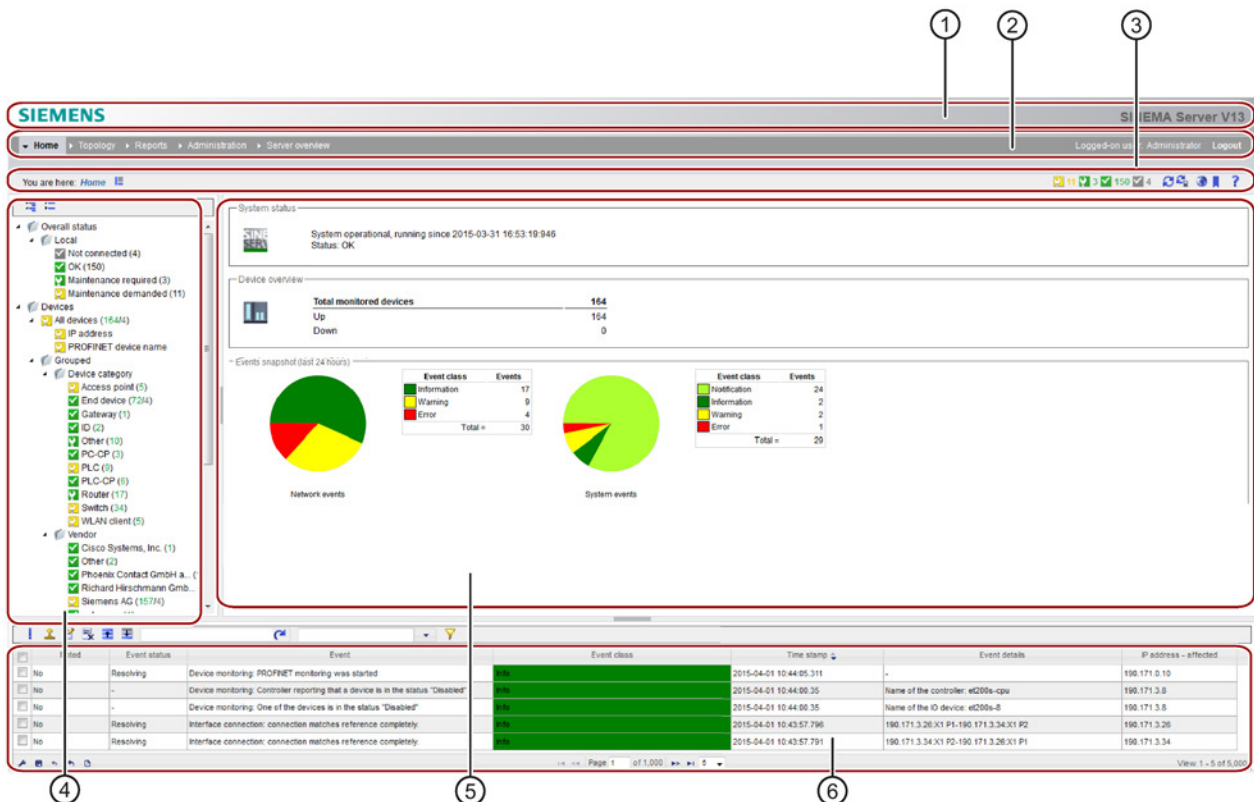 1 2 3
SIEMENS
SINEMA Server V13
Home Topology Reports Administration Server overview
Logged-on user: Administrator Logout
You are here: Home
11 3 150 4 ?
Overall status
Local
Not connected (4)
OK (150)
Maintenance required (3)
Maintenance demanded (11)
Devices
All devices (164/4)
IP address
PROFINET device name
Grouped
Device category
Access point (5)
End device (72/4)
Gateway (1)
IO (2)
Other (10)
PC-CP (3)
PLC (9)
PLC-CP (6)
Router (17)
Switch (34)
WLAN client (5)
Vendor
Cisco Systems, Inc. (1)
Other (2)
Phoenix Contact GmbH a... (
Richard Hirschmann Gmb...
Siemens AG (157/4)
System status
SINE
SERV
System operational, running since 2015-03-31 16:53:19:946
Status: OK
Device overview
Total monitored devices 164
Up 164
Down 0
Events snapshot (last 24 hours)
Event class Events
Information 17
Warning 9
Error 4
Total = 30
Network events
Event class Events
Notification 24
Information 2
Warning 2
Error 1
Total = 29
System events
Noted Event status Event Event class Time stamp Event details IP address - affected
No Resolving Device monitoring: PROFINET monitoring was started Info 2015-04-01 10:44:05.311 - 190.171.0.10
No - Device monitoring: Controller reporting that a device is in the status "Disabled" Info 2015-04-01 10:44:00.35 Name of the controller: et200s-cpu 190.171.3.8
No - Device monitoring: One of the devices is in the status "Disabled" Info 2015-04-01 10:44:00.35 Name of the IO device: et200s-8 190.171.3.8
No Resolving Interface connection: connection matches reference completely. Info 2015-04-01 10:43:57.796 190.171.3.26:X1 P1-190.171.3.34:X1 P2 190.171.3.26
No Resolving Interface connection: connection matches reference completely. Info 2015-04-01 10:43:57.791 190.171.3.34:X1 P2-190.171.3.26:X1 P1 190.171.3.34
Page 1 of 1,000 5
View 1 - 5 of 5,000
4 5 6